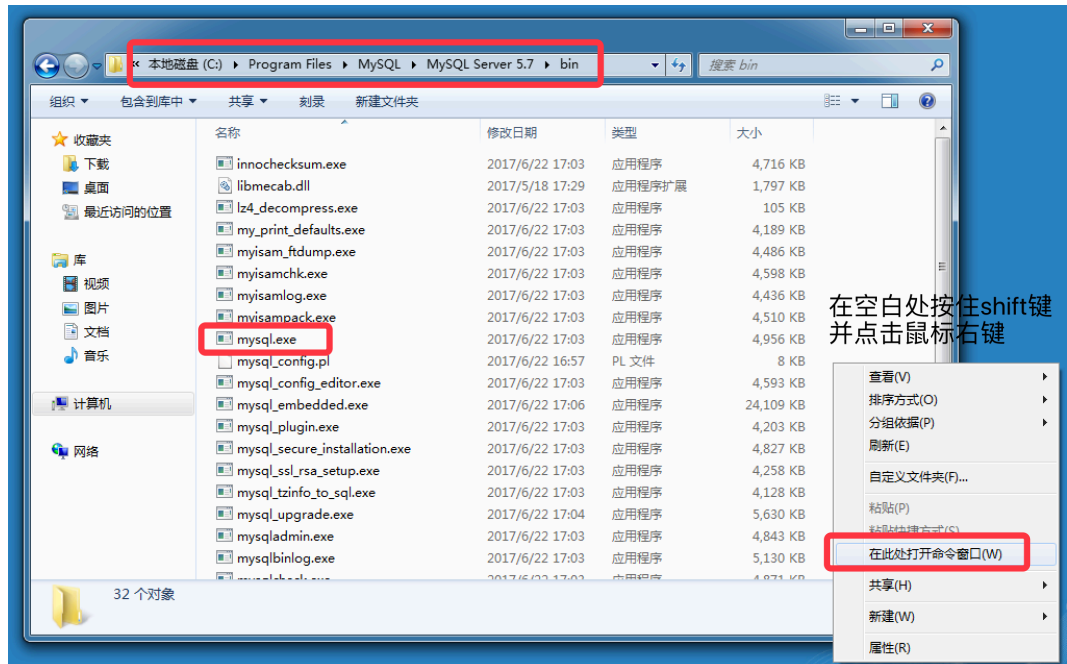 « 本地磁盘 (C:) ▸ Program Files ▸ MySQL ▸ MySQL Server 5.7 ▸ bin
搜索 bin
组织 包含到库中 共享 刻录 新建文件夹
收藏夹
下载
桌面
最近访问的位置
库
视频
图片
文档
音乐
计算机
网络
名称 修改日期 类型 大小
innochecksum.exe 2017/6/22 17:03 应用程序 4,716 KB
libmecab.dll 2017/5/18 17:29 应用程序扩展 1,797 KB
lz4_decompress.exe 2017/6/22 17:03 应用程序 105 KB
my_print_defaults.exe 2017/6/22 17:03 应用程序 4,189 KB
myisam_ftdump.exe 2017/6/22 17:03 应用程序 4,486 KB
myisamchk.exe 2017/6/22 17:03 应用程序 4,598 KB
myisamlog.exe 2017/6/22 17:03 应用程序 4,436 KB
myisampack.exe 2017/6/22 17:03 应用程序 4,510 KB
mysql.exe 2017/6/22 17:03 应用程序 4,956 KB
mysql_config.pl 2017/6/22 16:57 PL 文件 8 KB
mysql_config_editor.exe 2017/6/22 17:03 应用程序 4,593 KB
mysql_embedded.exe 2017/6/22 17:06 应用程序 24,109 KB
mysql_plugin.exe 2017/6/22 17:03 应用程序 4,203 KB
mysql_secure_installation.exe 2017/6/22 17:03 应用程序 4,827 KB
mysql_ssl_rsa_setup.exe 2017/6/22 17:03 应用程序 4,258 KB
mysql_tzinfo_to_sql.exe 2017/6/22 17:03 应用程序 4,128 KB
mysql_upgrade.exe 2017/6/22 17:04 应用程序 5,630 KB
mysqladmin.exe 2017/6/22 17:03 应用程序 4,843 KB
mysqlbinlog.exe 2017/6/22 17:03 应用程序 5,130 KB
mysqlcheck.exe 2017/6/22 17:03 应用程序 4,871 KB
32 个对象
在空白处按住shift键
并点击鼠标右键
查看(V)
排序方式(O)
分组依据(P)
刷新(E)
自定义文件夹(F)...
粘贴(P)
粘贴快捷方式(S)
在此处打开命令窗口(W)
共享(H)
新建(W)
属性(R)